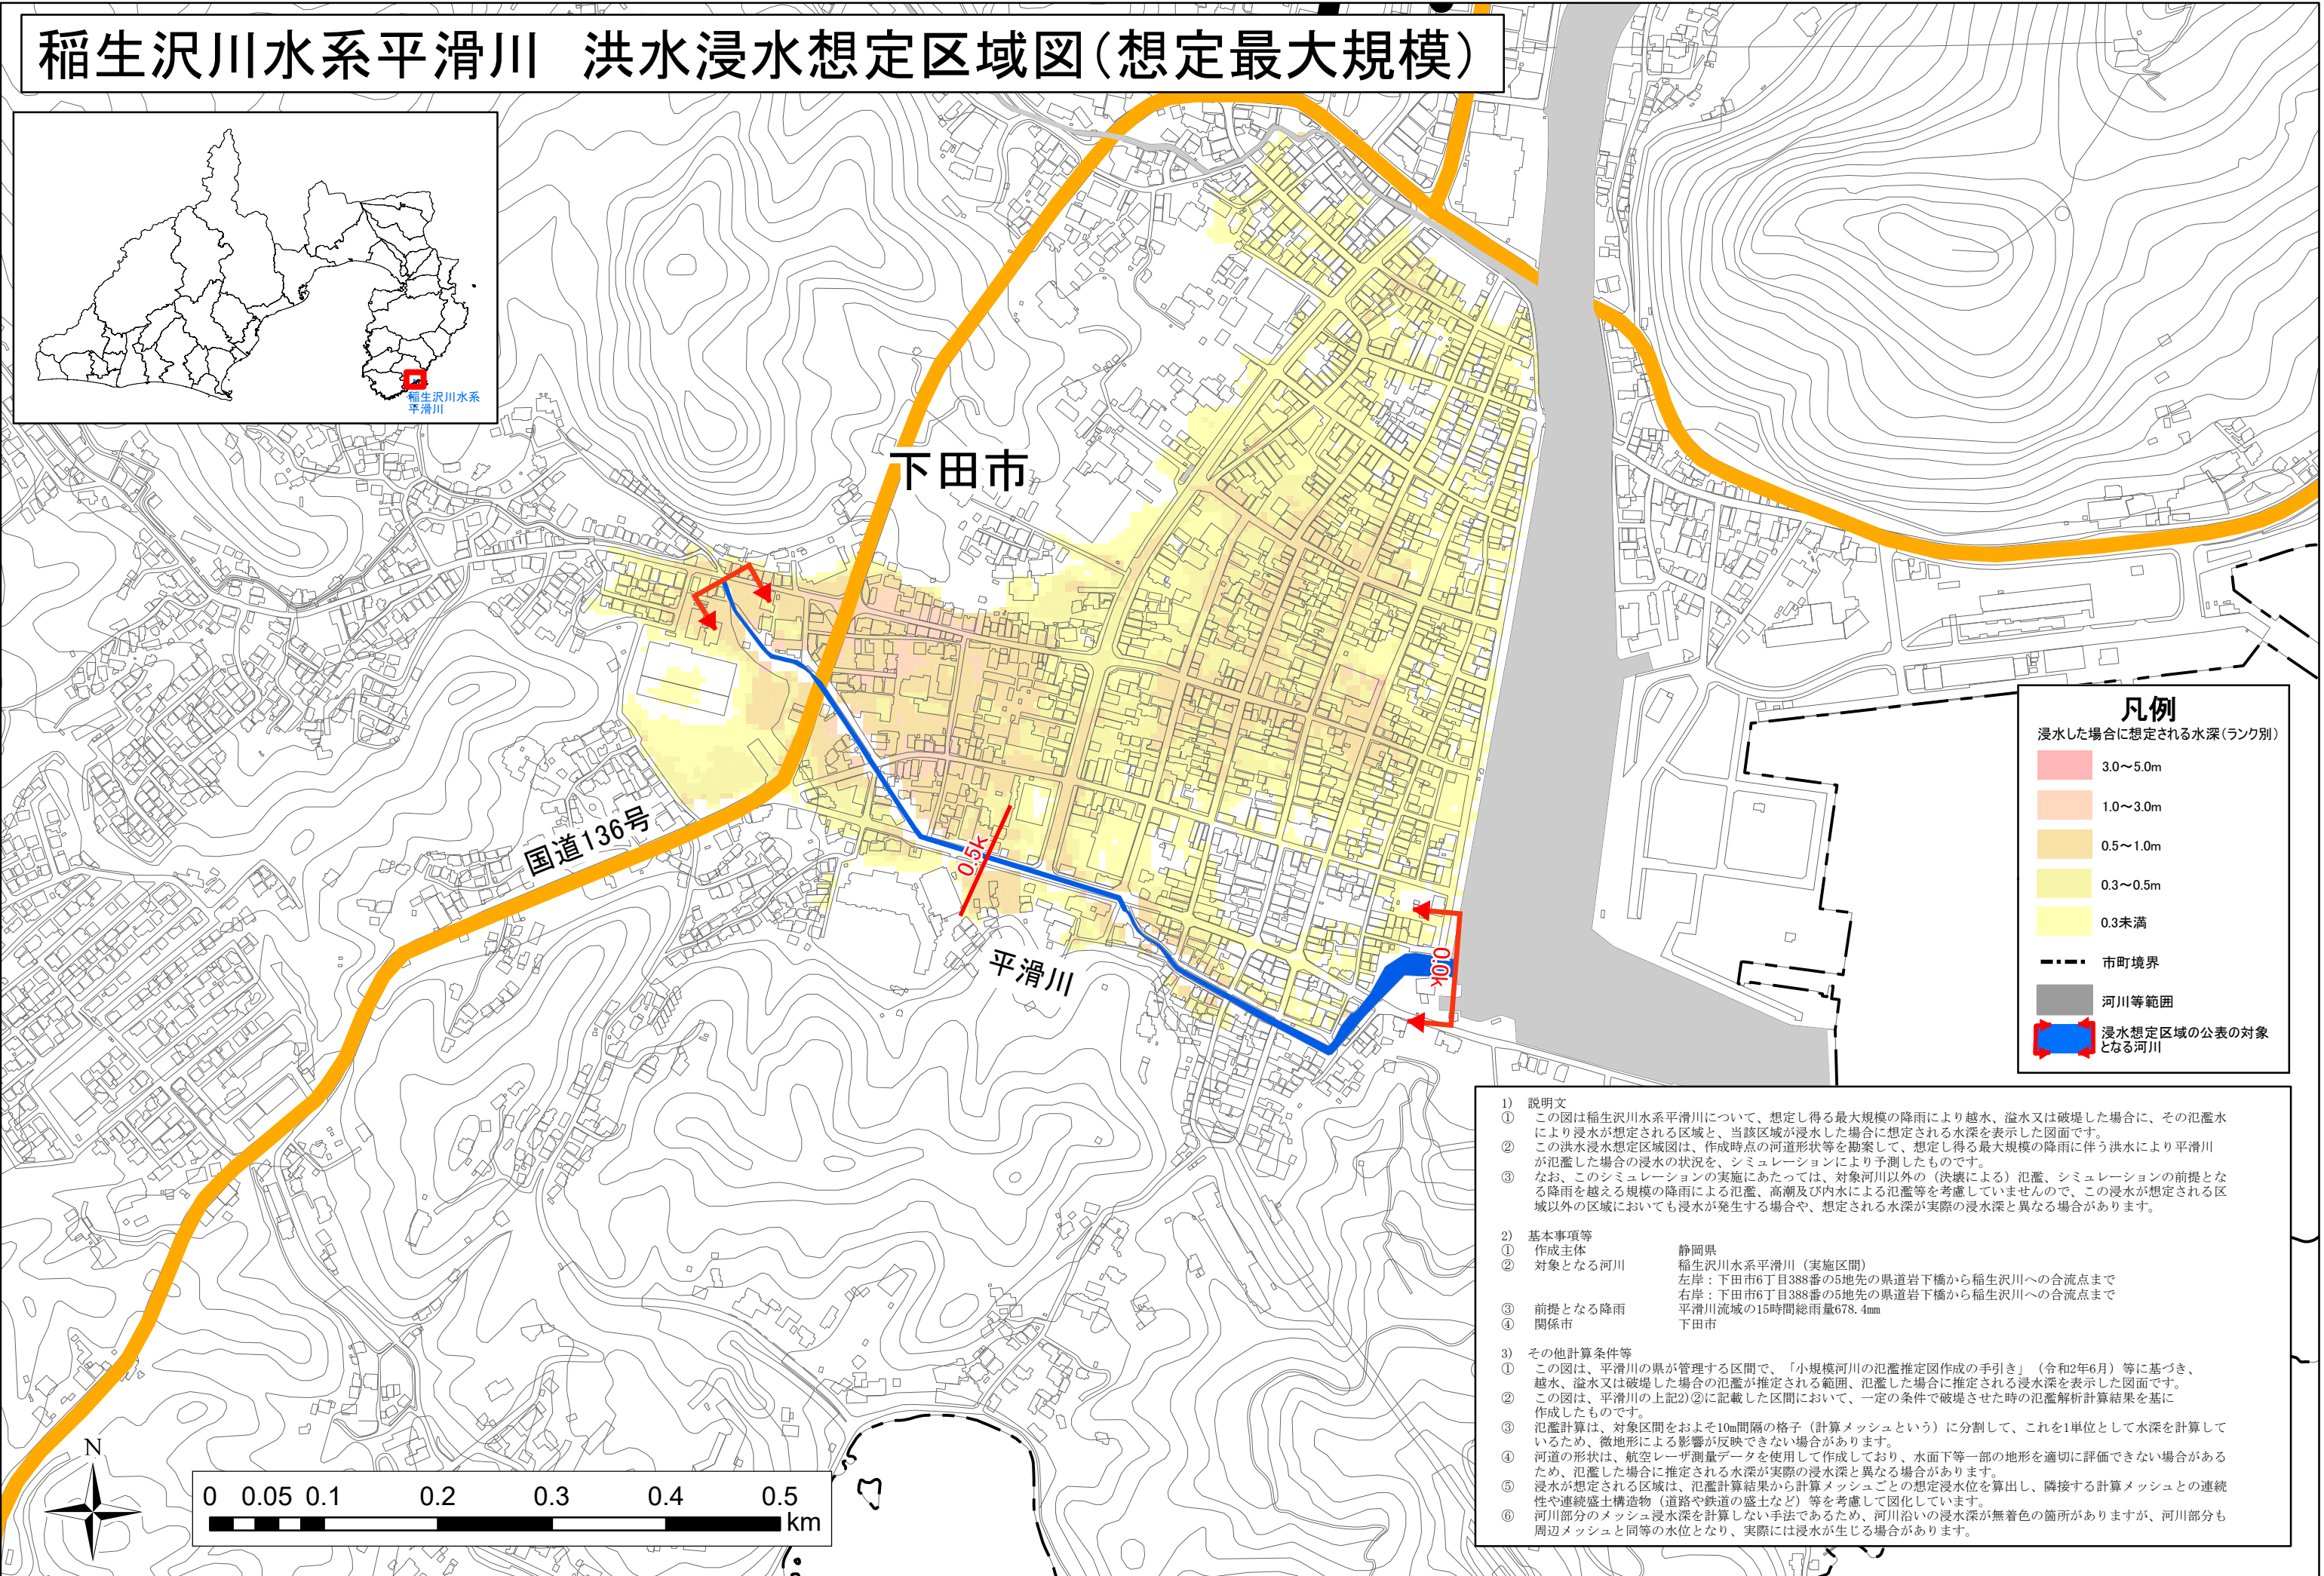 稲生沢川水系平滑川　洪水浸水想定区域図(想定最大規模)
稲生沢川水系
平滑川
下田市
国道136号
平滑川
0.5k
0.0k
凡例
浸水した場合に想定される水深(ランク別)
3.0～5.0m
1.0～3.0m
0.5～1.0m
0.3～0.5m
0.3未満
市町境界
河川等範囲
浸水想定区域の公表の対象
となる河川
1)　説明文
①　この図は稲生沢川水系平滑川について、想定し得る最大規模の降雨により越水、溢水又は破堤した場合に、その氾濫水
により浸水が想定される区域と、当該区域が浸水した場合に想定される水深を表示した図面です。
②　この洪水浸水想定区域図は、作成時点の河道形状等を勘案して、想定し得る最大規模の降雨に伴う洪水により平滑川
が氾濫した場合の浸水の状況を、シミュレーションにより予測したものです。
③　なお、このシミュレーションの実施にあたっては、対象河川以外の（決壊による）氾濫、シミュレーションの前提とな
る降雨を越える規模の降雨による氾濫、高潮及び内水による氾濫等を考慮していませんので、この浸水が想定される区
域以外の区域においても浸水が発生する場合や、想定される水深が実際の浸水深と異なる場合があります。
2)　基本事項等
①　作成主体　静岡県
②　対象となる河川　稲生沢川水系平滑川（実施区間）
左岸：下田市6丁目388番の5地先の県道岩下橋から稲生沢川への合流点まで
右岸：下田市6丁目388番の5地先の県道岩下橋から稲生沢川への合流点まで
③　前提となる降雨　平滑川流域の15時間総雨量678.4mm
④　関係市　下田市
3)　その他計算条件等
①　この図は、平滑川の県が管理する区間で、「小規模河川の氾濫推定図作成の手引き」（令和2年6月）等に基づき、
越水、溢水又は破堤した場合の氾濫が推定される範囲、氾濫した場合に推定される浸水深を表示した図面です。
②　この図は、平滑川の上記2)②に記載した区間において、一定の条件で破堤させた時の氾濫解析計算結果を基に
作成したものです。
③　氾濫計算は、対象区間をおよそ10m間隔の格子（計算メッシュという）に分割して、これを1単位として水深を計算して
いるため、微地形による影響が反映できない場合があります。
④　河道の形状は、航空レーザ測量データを使用して作成しており、水面下等一部の地形を適切に評価できない場合がある
ため、氾濫した場合に推定される水深が実際の浸水深と異なる場合があります。
⑤　浸水が想定される区域は、氾濫計算結果から計算メッシュごとの想定浸水位を算出し、隣接する計算メッシュとの連続
性や連続盛土構造物（道路や鉄道の盛土など）等を考慮して図化しています。
⑥　河川部分のメッシュ浸水深を計算しない手法であるため、河川沿いの浸水深が無着色の箇所がありますが、河川部分も
周辺メッシュと同等の水位となり、実際には浸水が生じる場合があります。
N
0 0.05 0.1 0.2 0.3 0.4 0.5
km